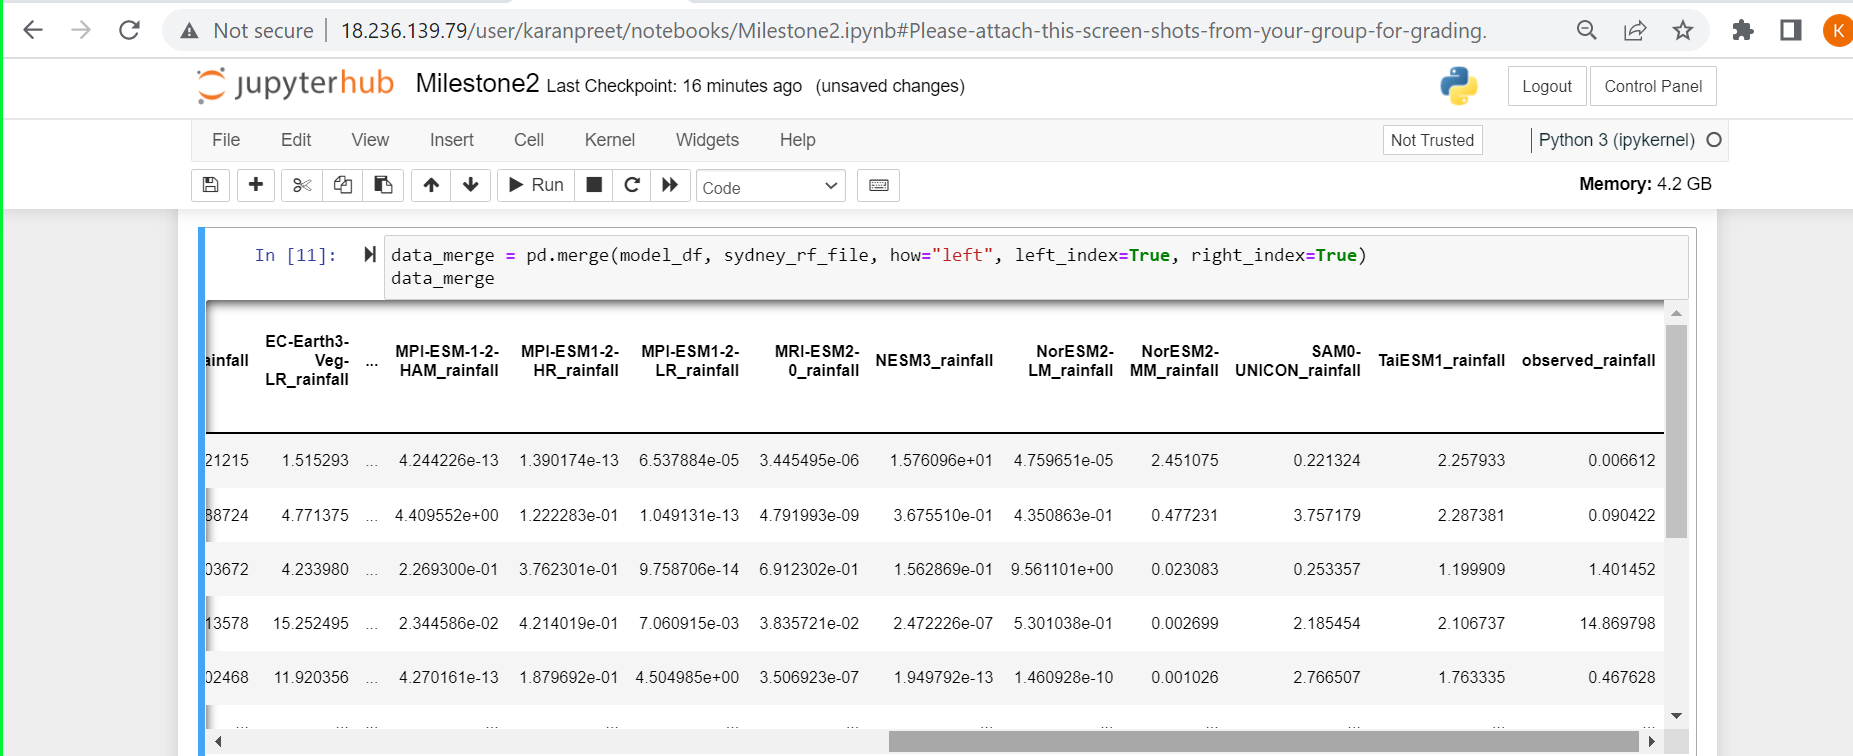 Not secure | 18.236.139.79/user/karanpreet/notebooks/Milestone2.ipynb#Please-attach-this-screen-shots-from-your-group-for-grading.
K
jupyterhub Milestone2 Last Checkpoint: 16 minutes ago (unsaved changes) Logout Control Panel
File Edit View Insert Cell Kernel Widgets Help Not Trusted Python 3 (ipykernel)
Run Code Memory: 4.2 GB
In [11]: data_merge = pd.merge(model_df, sydney_rf_file, how="left", left_index=True, right_index=True)
data_merge
ainfall EC-Earth3-Veg-LR_rainfall ... MPI-ESM-1-2-HAM_rainfall MPI-ESM1-2-HR_rainfall MPI-ESM1-2-LR_rainfall MRI-ESM2-0_rainfall NESM3_rainfall NorESM2-LM_rainfall NorESM2-MM_rainfall SAM0-UNICON_rainfall TaiESM1_rainfall observed_rainfall
21215 1.515293 ... 4.244226e-13 1.390174e-13 6.537884e-05 3.445495e-06 1.576096e+01 4.759651e-05 2.451075 0.221324 2.257933 0.006612
38724 4.771375 ... 4.409552e+00 1.222283e-01 1.049131e-13 4.791993e-09 3.675510e-01 4.350863e-01 0.477231 3.757179 2.287381 0.090422
03672 4.233980 ... 2.269300e-01 3.762301e-01 9.758706e-14 6.912302e-01 1.562869e-01 9.561101e+00 0.023083 0.253357 1.199909 1.401452
13578 15.252495 ... 2.344586e-02 4.214019e-01 7.060915e-03 3.835721e-02 2.472226e-07 5.301038e-01 0.002699 2.185454 2.106737 14.869798
02468 11.920356 ... 4.270161e-13 1.879692e-01 4.504985e+00 3.506923e-07 1.949792e-13 1.460928e-10 0.001026 2.766507 1.763335 0.467628
... ... ... ... ... ... ... ... ... ... ... ... ...